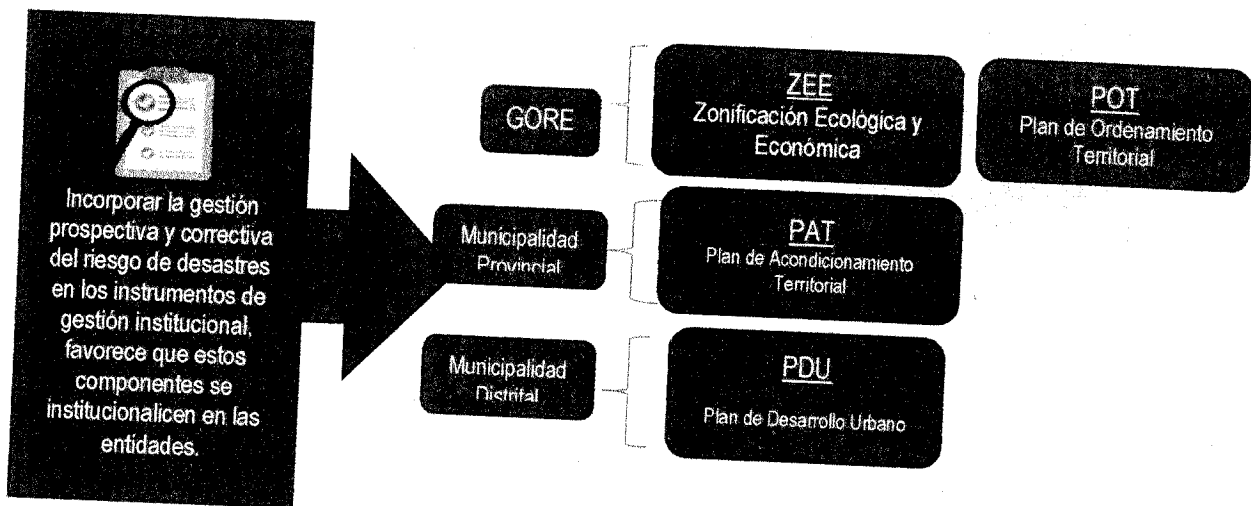 Incorporar la gestión
prospectiva y correctiva
del riesgo de desastres
en los instrumentos de
gestión institucional,
favorece que estos
componentes se
institucionalicen en las
entidades.
GORE
ZEE
Zonificación Ecológica y
Económica
POT
Plan de Ordenamiento
Territorial
Municipalidad
Provincial
PAT
Plan de Acondicionamiento
Territorial
Municipalidad
Distrital
PDU
Plan de Desarrollo Urbano